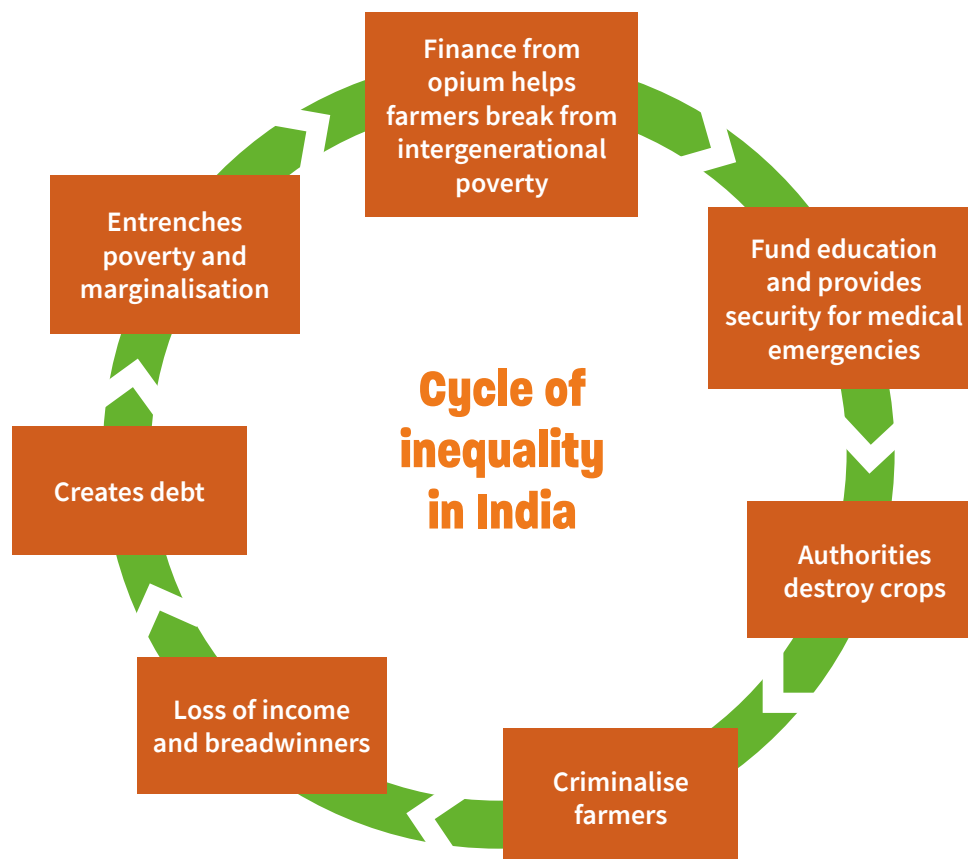 Finance from
opium helps
farmers break from
intergenerational
poverty
Fund education
and provides
security for medical
emergencies
Authorities
destroy crops
Criminalise
farmers
Loss of income
and breadwinners
Creates debt
Entrenches
poverty and
marginalisation
Cycle of
inequality
in India